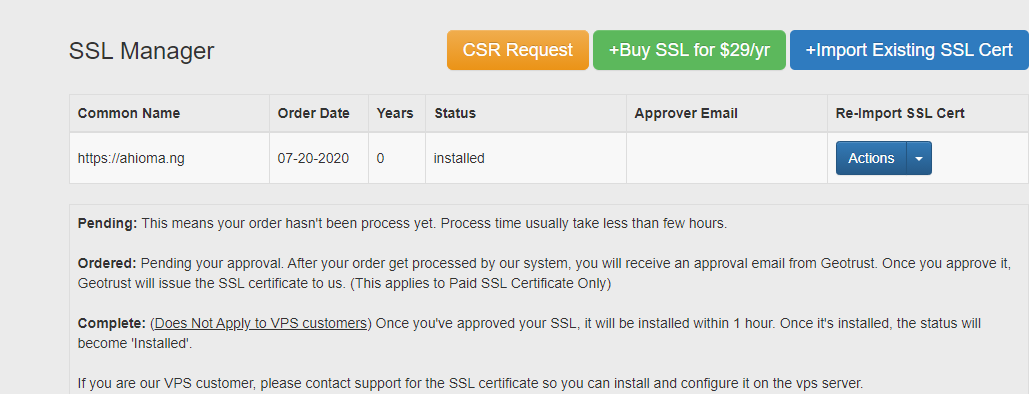 SSL Manager
CSR Request
+Buy SSL for $29/yr
+Import Existing SSL Cert
Common Name Order Date Years Status Approver Email Re-Import SSL Cert
https://ahioma.ng 07-20-2020 0 installed Actions
Pending: This means your order hasn't been process yet. Process time usually take less than few hours.
Ordered: Pending your approval. After your order get processed by our system, you will receive an approval email from Geotrust. Once you approve it,
Geotrust will issue the SSL certificate to us. (This applies to Paid SSL Certificate Only)
Complete: (Does Not Apply to VPS customers) Once you've approved your SSL, it will be installed within 1 hour. Once it's installed, the status will
become 'Installed'.
If you are our VPS customer, please contact support for the SSL certificate so you can install and configure it on the vps server.